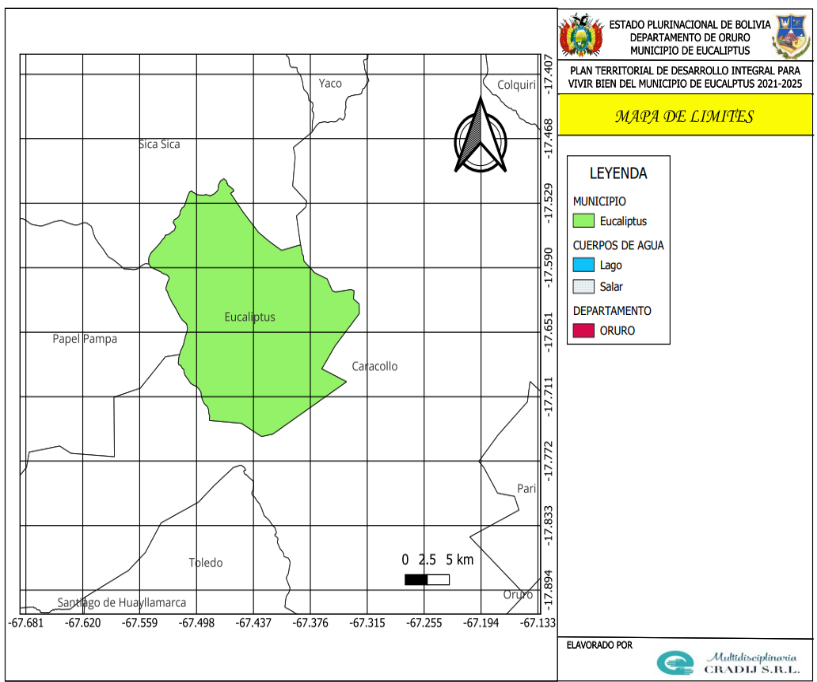 ESTADO PLURINACIONAL DE BOLIVIA
DEPARTAMENTO DE ORURO
MUNICIPIO DE EUCALIPTUS
PLAN TERRITORIAL DE DESARROLLO INTEGRAL PARA
VIVIR BIEN DEL MUNICIPIO DE EUCALPTUS 2021-2025
MAPA DE LIMITES
LEYENDA
MUNICIPIO
Eucaliptus
CUERPOS DE AGUA
Lago
Salar
DEPARTAMENTO
ORURO
Yaco
Colquiri
Sica Sica
Eucaliptus
Papel Pampa
Caracollo
Pari
Toledo
Oruro
Santiago de Huayllamarca
0 2.5 5 km
-17.407
-17.468
-17.529
-17.590
-17.651
-17.711
-17.772
-17.833
-17.894
-67.681 -67.620 -67.559 -67.498 -67.437 -67.376 -67.315 -67.255 -67.194 -67.133
ELAVORADO POR
Multidisciplinaria
CRADIJ S.R.L.